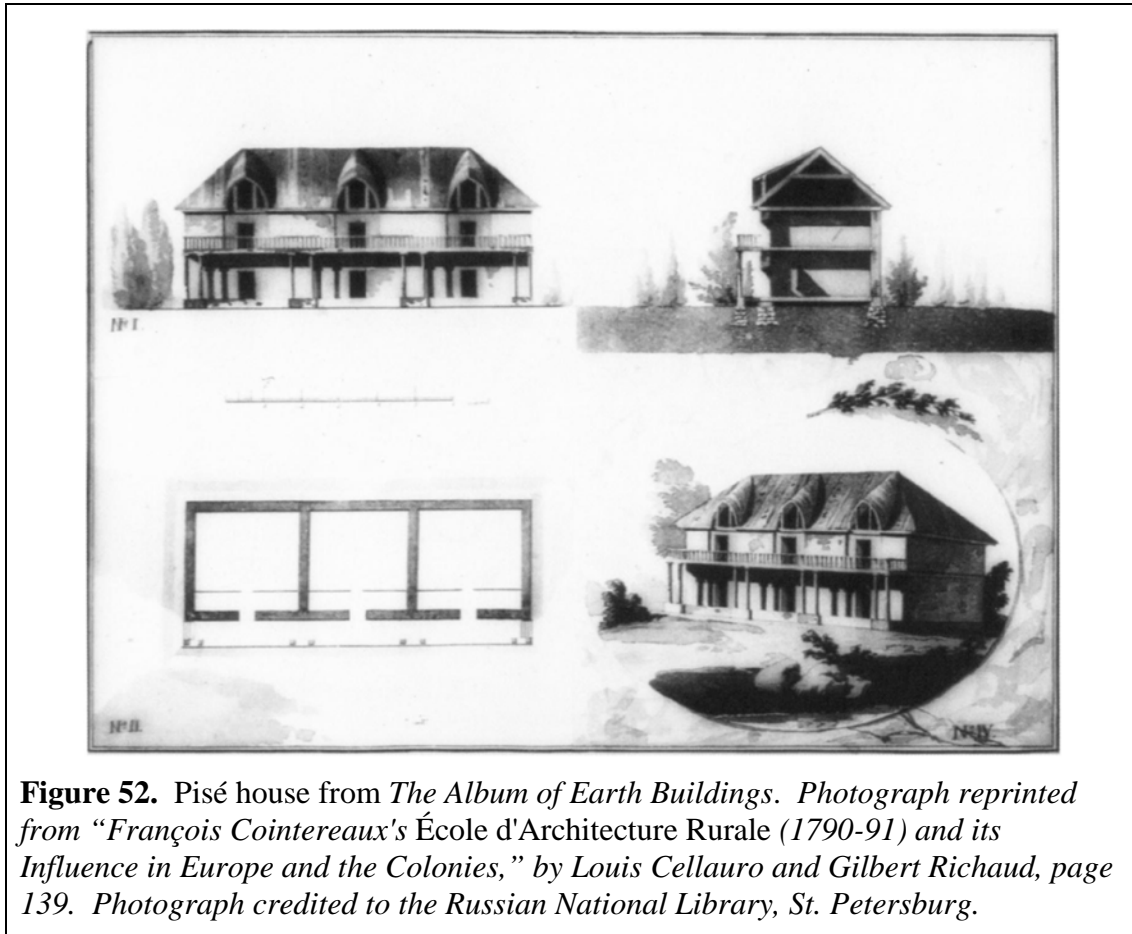 Nº I.
Nº II.
Nº IV.
Figure 52.  Pisé house from The Album of Earth Buildings.  Photograph reprinted
from “François Cointereaux's École d'Architecture Rurale (1790-91) and its
Influence in Europe and the Colonies,” by Louis Cellauro and Gilbert Richaud, page
139.  Photograph credited to the Russian National Library, St. Petersburg.